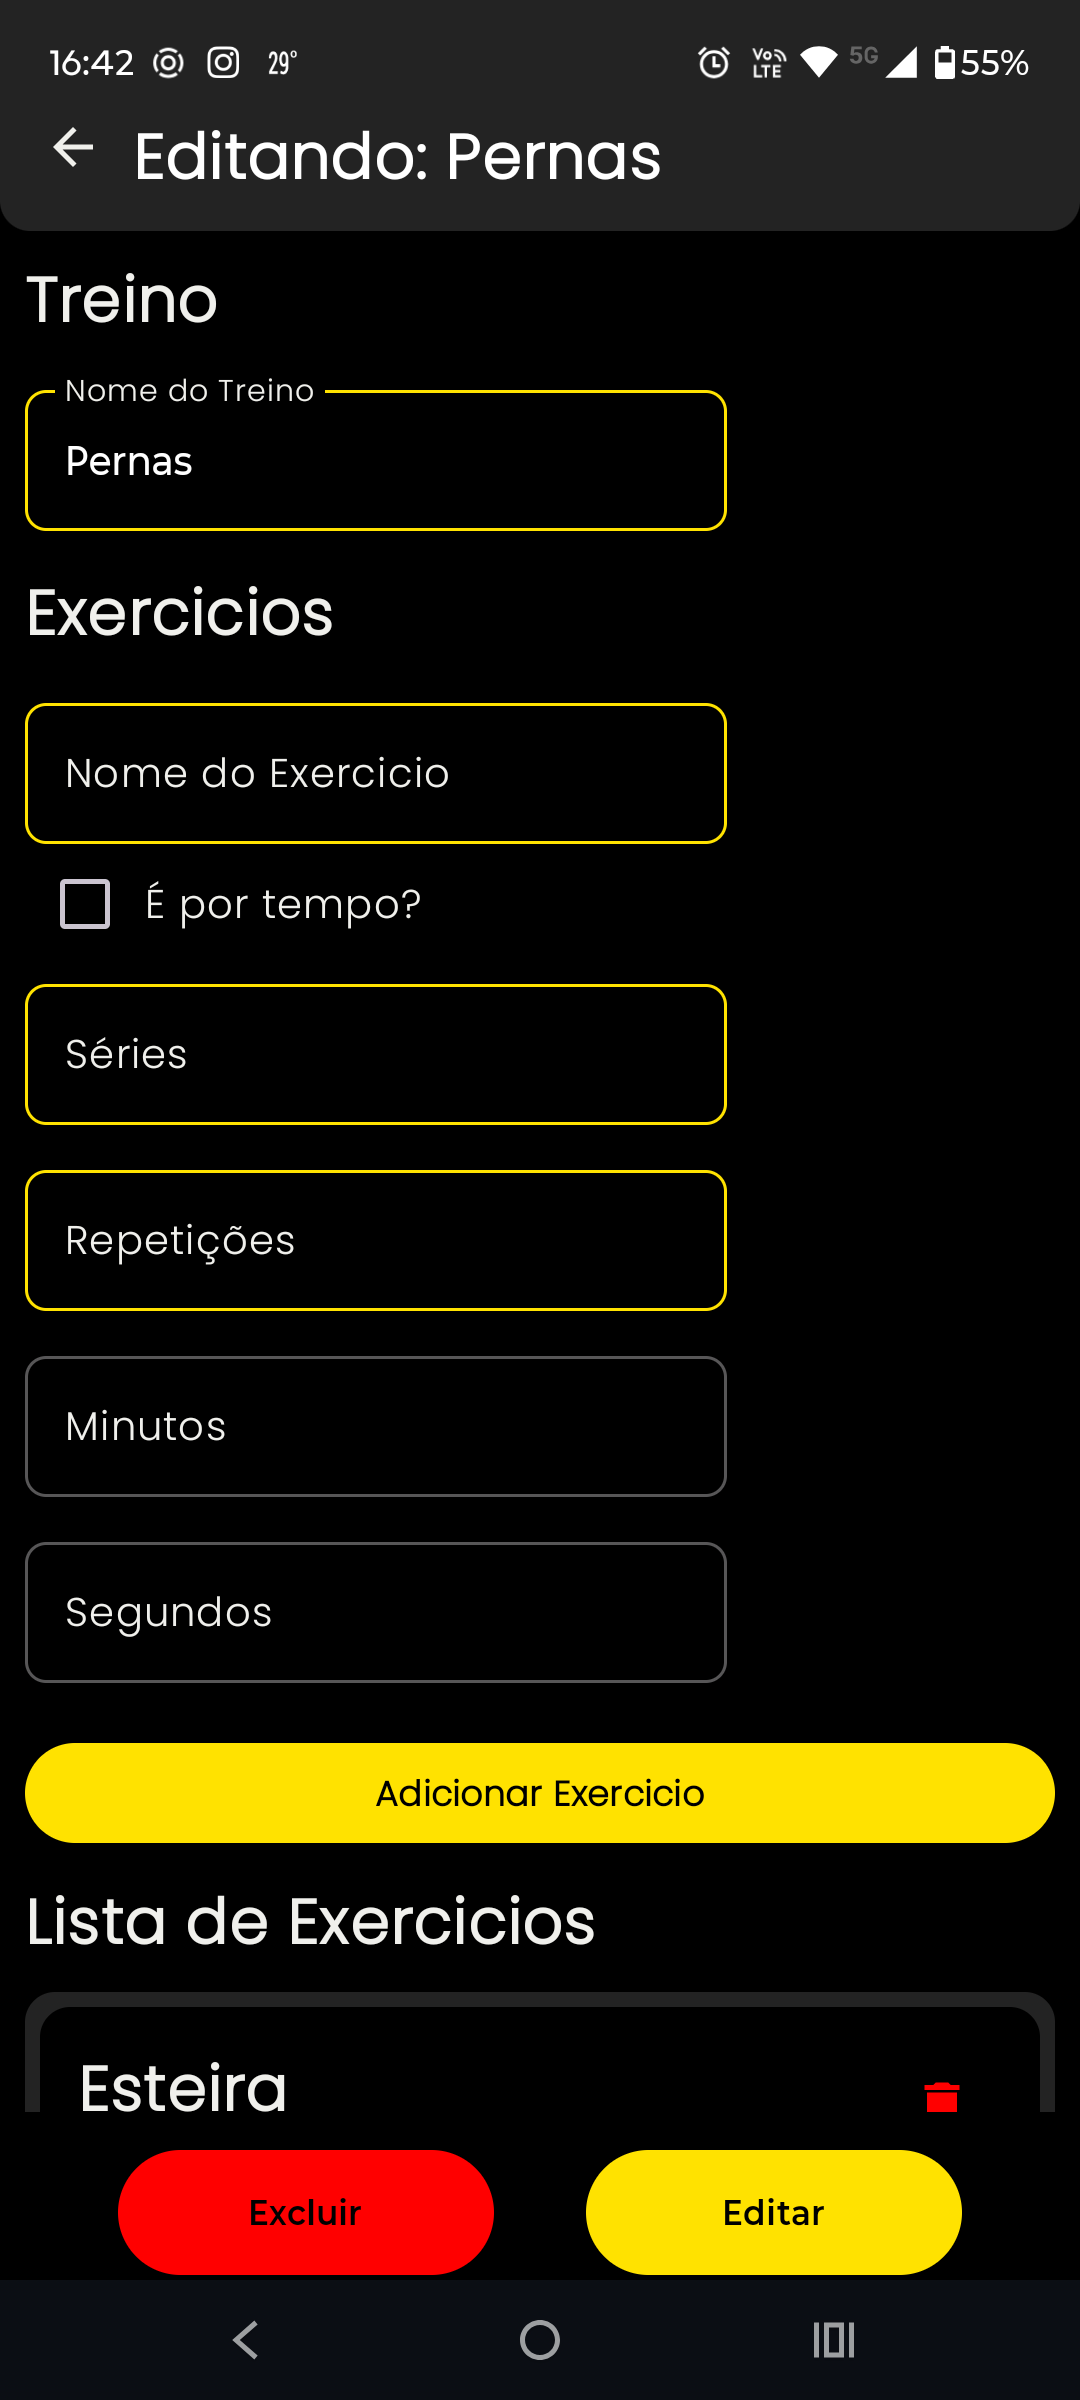 16:42 29° Vo LTE 5G 55%
Editando: Pernas
Treino
Nome do Treino
Pernas
Exercicios
Nome do Exercicio
É por tempo?
Séries
Repetições
Minutos
Segundos
Adicionar Exercicio
Lista de Exercicios
Esteira
Excluir Editar